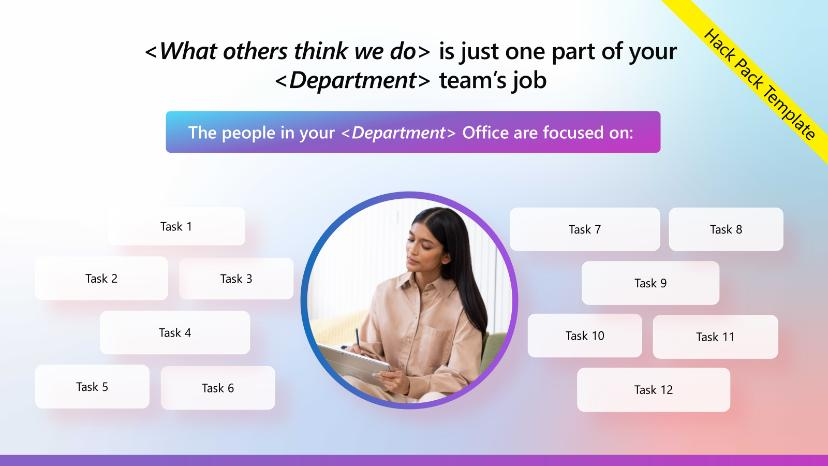 <What others think we do> is just one part of your
<Department> team's job
Hack Pack Template
The people in your <Department> Office are focused on:
Task 1
Task 2
Task 3
Task 4
Task 5
Task 6
Task 7
Task 8
Task 9
Task 10
Task 11
Task 12